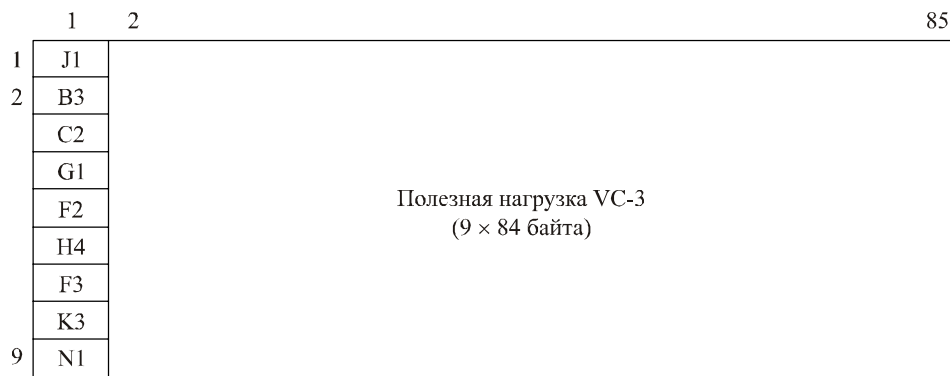 1 2 85
1 J1
2 B3
C2
G1
F2
H4
F3
K3
9 N1
Полезная нагрузка VC-3
(9 × 84 байта)